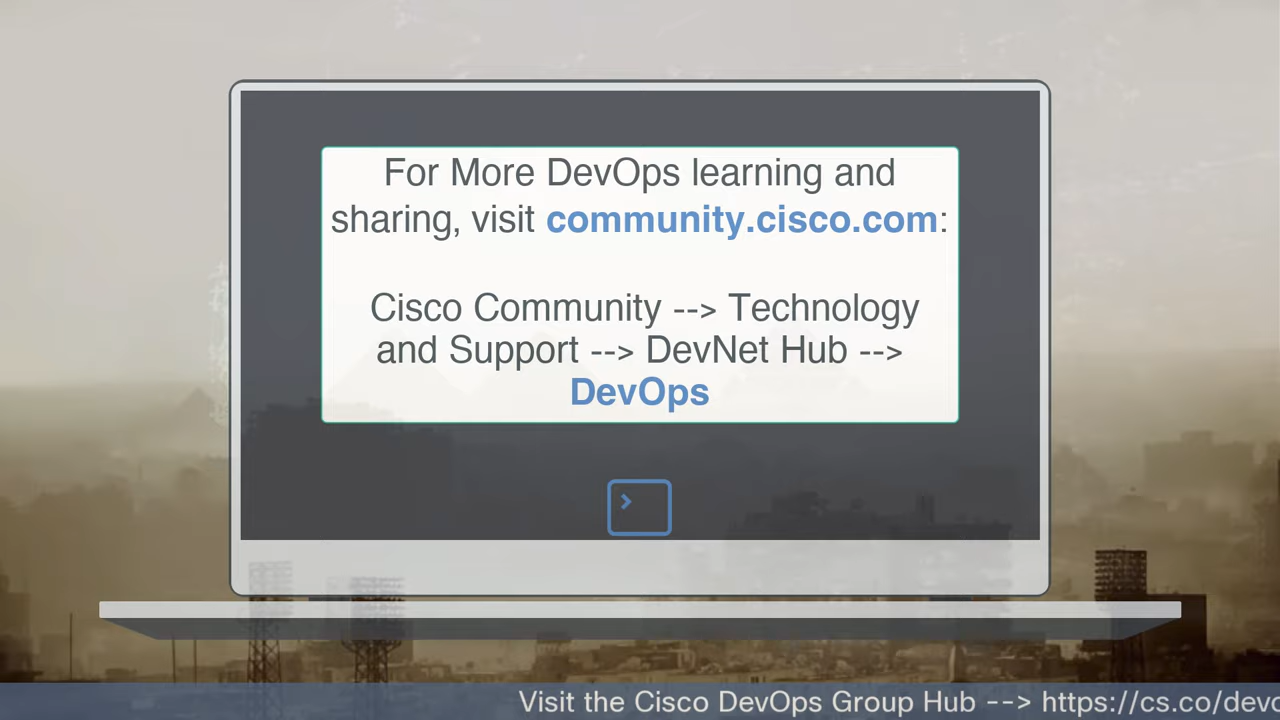 For More DevOps learning and
sharing, visit community.cisco.com:
Cisco Community --> Technology
and Support --> DevNet Hub -->
DevOps
Visit the Cisco DevOps Group Hub --> https://cs.co/devo